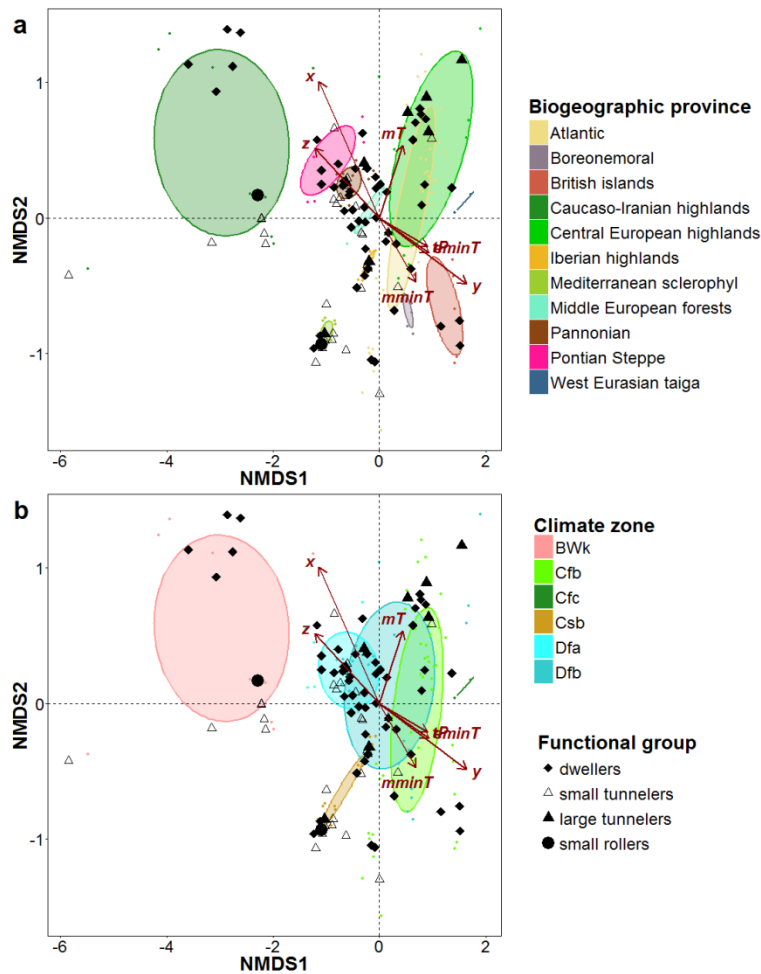 a
NMDS2
1
0
-1
-6
-4
-2
0
2
NMDS1
x
z
mT
y
mminT
Biogeographic province
Atlantic
Boreonemoral
British islands
Caucaso-Iranian highlands
Central European highlands
Iberian highlands
Mediterranean sclerophyl
Middle European forests
Pannonian
Pontian Steppe
West Eurasian taiga
b
NMDS2
1
0
-1
-6
-4
-2
0
2
NMDS1
x
z
mT
y
mminT
Climate zone
BWk
Cfb
Cfc
Csb
Dfa
Dfb
Functional group
dwellers
small tunnelers
large tunnelers
small rollers